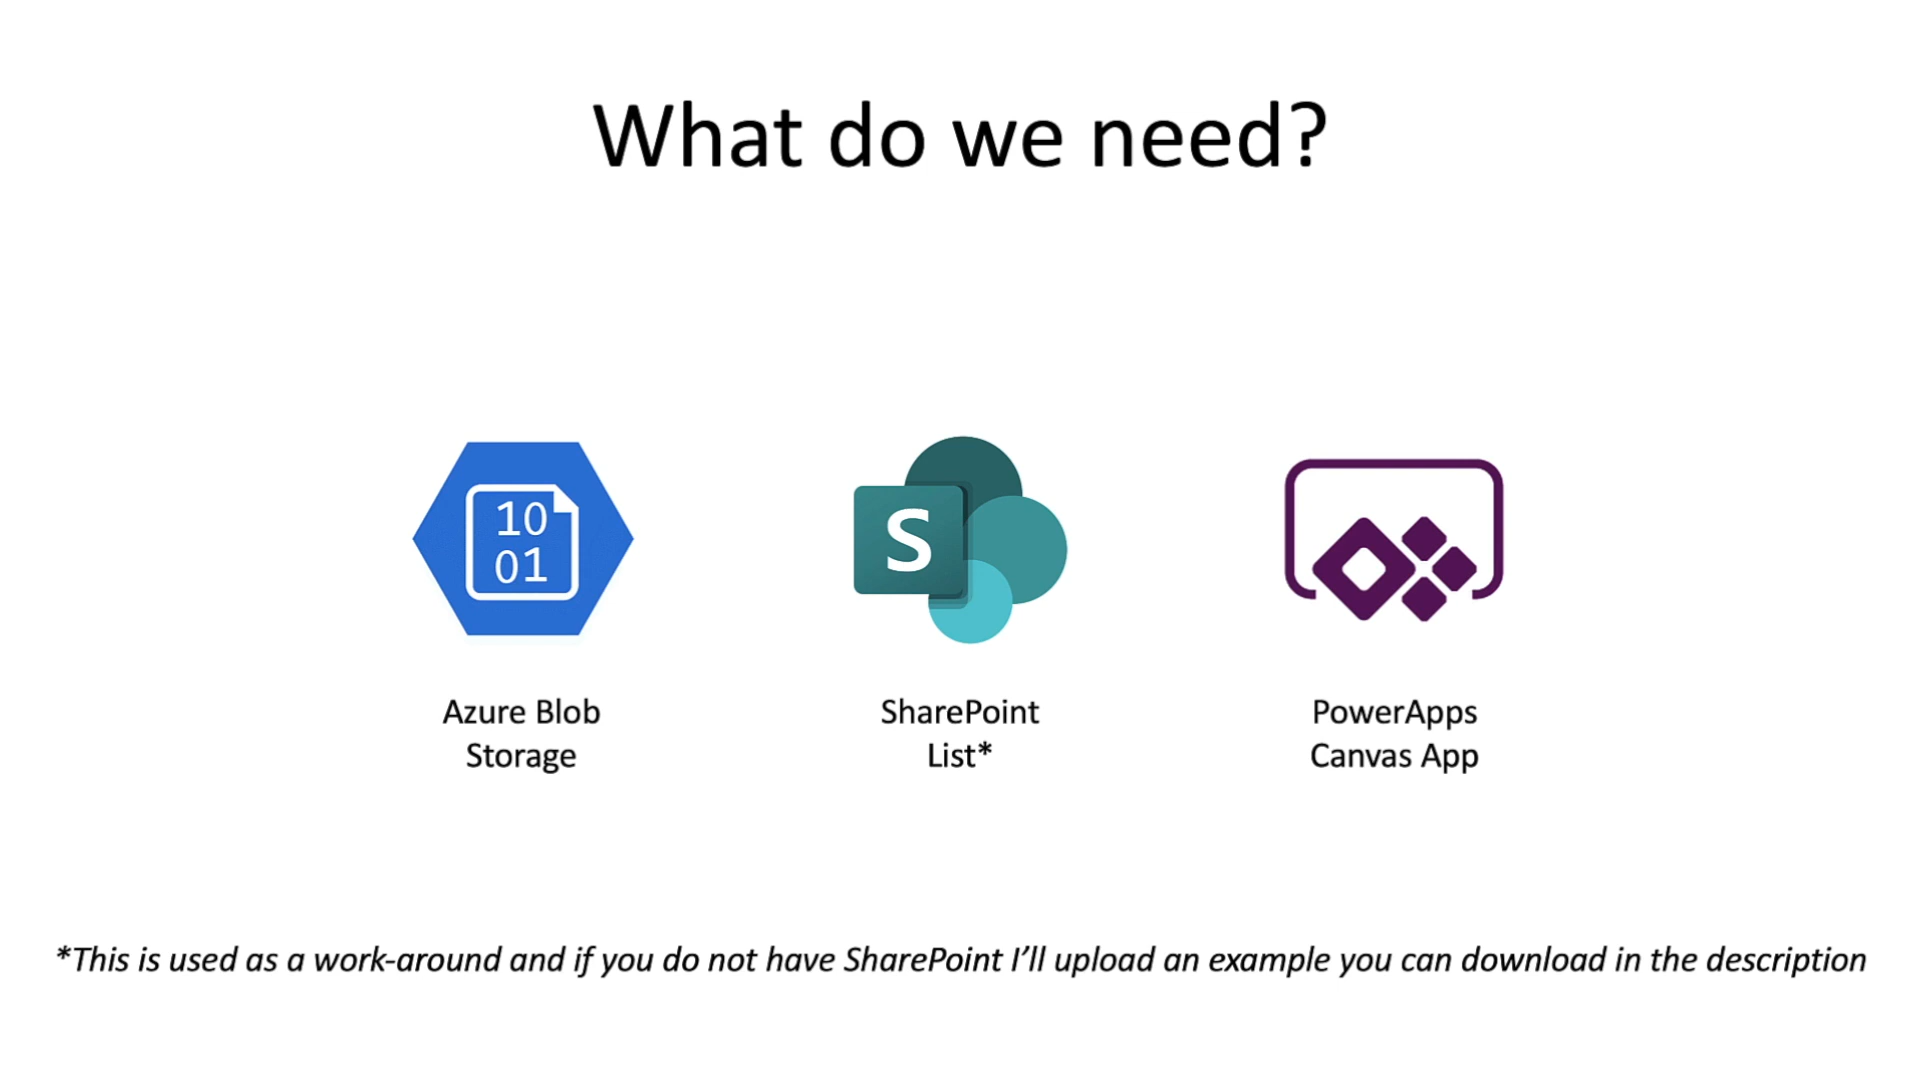 What do we need?
10
01
S
Azure Blob
Storage
SharePoint
List*
PowerApps
Canvas App
*This is used as a work-around and if you do not have SharePoint I’ll upload an example you can download in the description